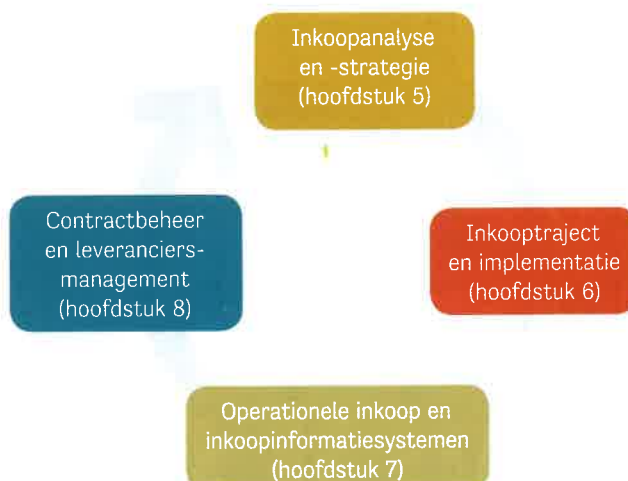 Inkoopanalyse
en -strategie
(hoofdstuk 5)
Inkooptraject
en implementatie
(hoofdstuk 6)
Operationele inkoop en
inkoopinformatiesystemen
(hoofdstuk 7)
Contractbeheer
en leveranciers-
management
(hoofdstuk 8)